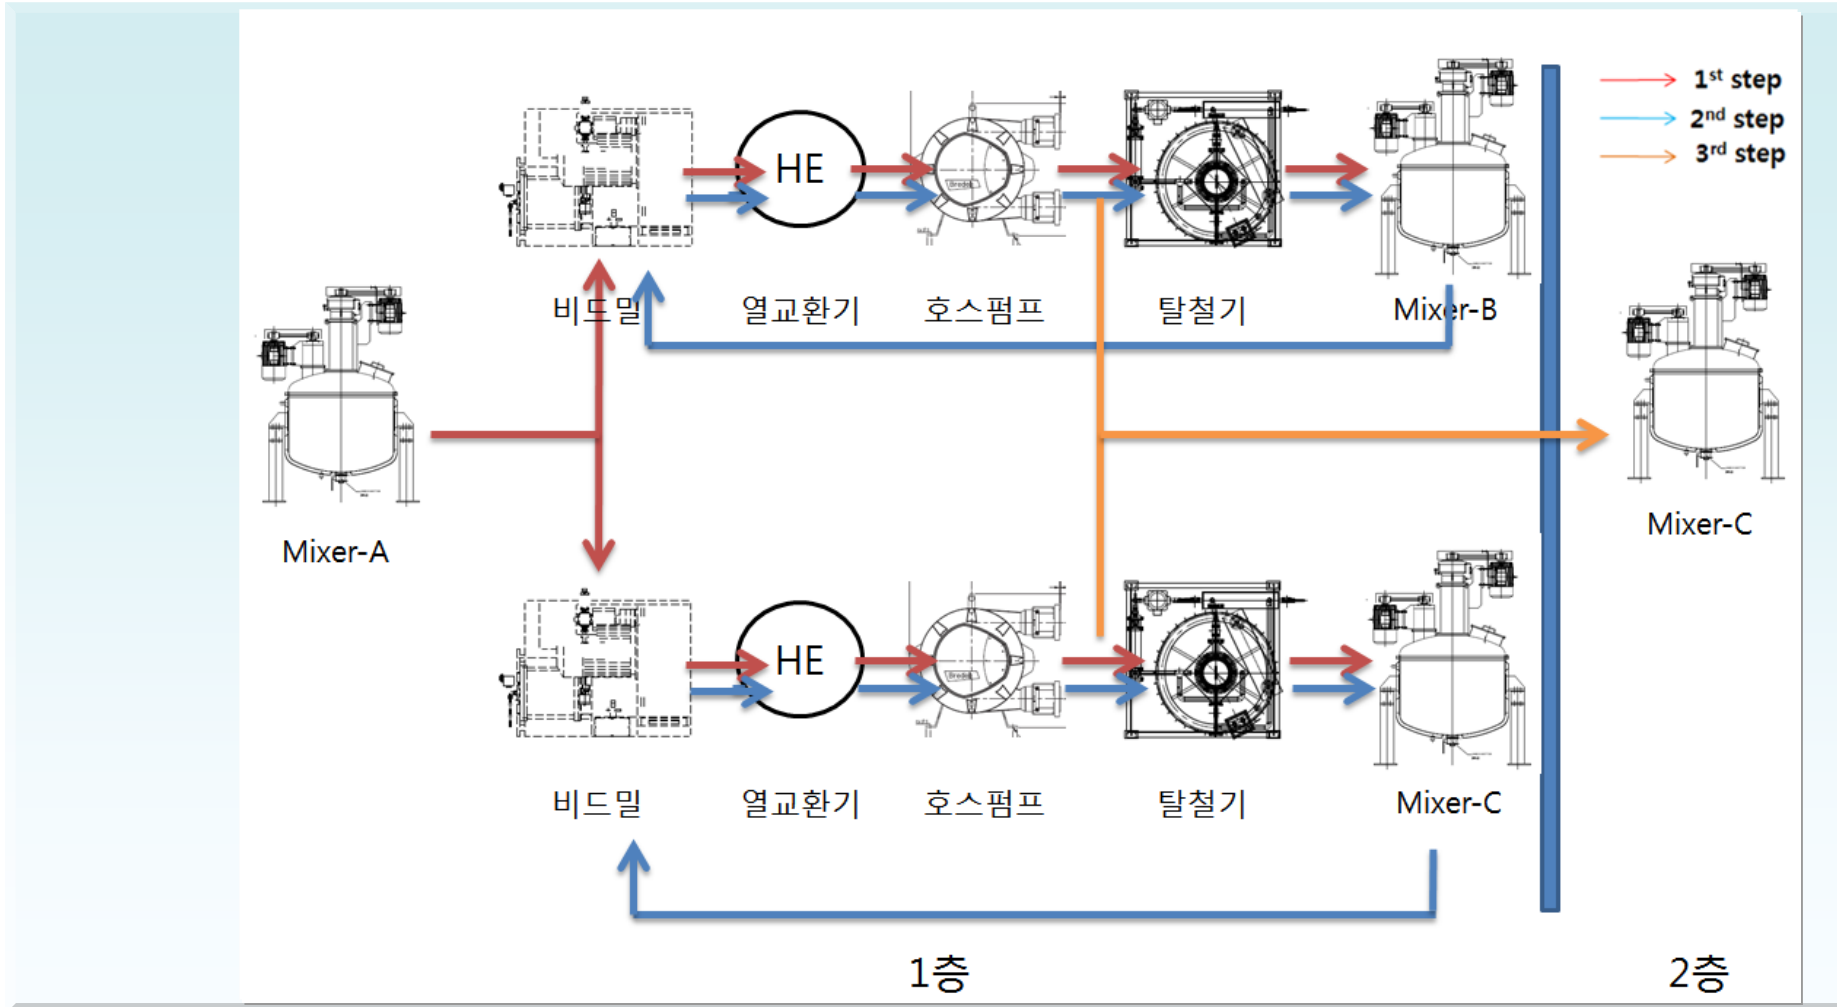 1st step
2nd step
3rd step
HE
Bredel
비드밀
열교환기
호스펌프
탈철기
Mixer-B
Mixer-A
Mixer-C
HE
Bredel
비드밀
열교환기
호스펌프
탈철기
Mixer-C
1층
2층